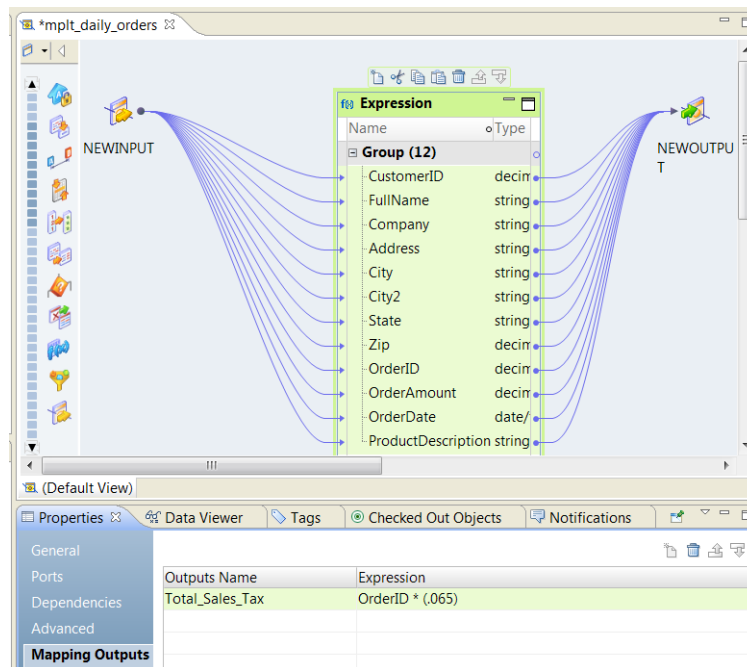 *mplt_daily_orders
NEWINPUT
f(x) Expression
Name Type
Group (12)
CustomerID decim
FullName string
Company string
Address string
City string
City2 string
State string
Zip decim
OrderID decim
OrderAmount decim
OrderDate date/
ProductDescription string
NEWOUTPU
T
(Default View)
Properties Data Viewer Tags Checked Out Objects Notifications
General
Ports
Dependencies
Advanced
Mapping Outputs
Outputs Name Expression
Total_Sales_Tax OrderID * (.065)